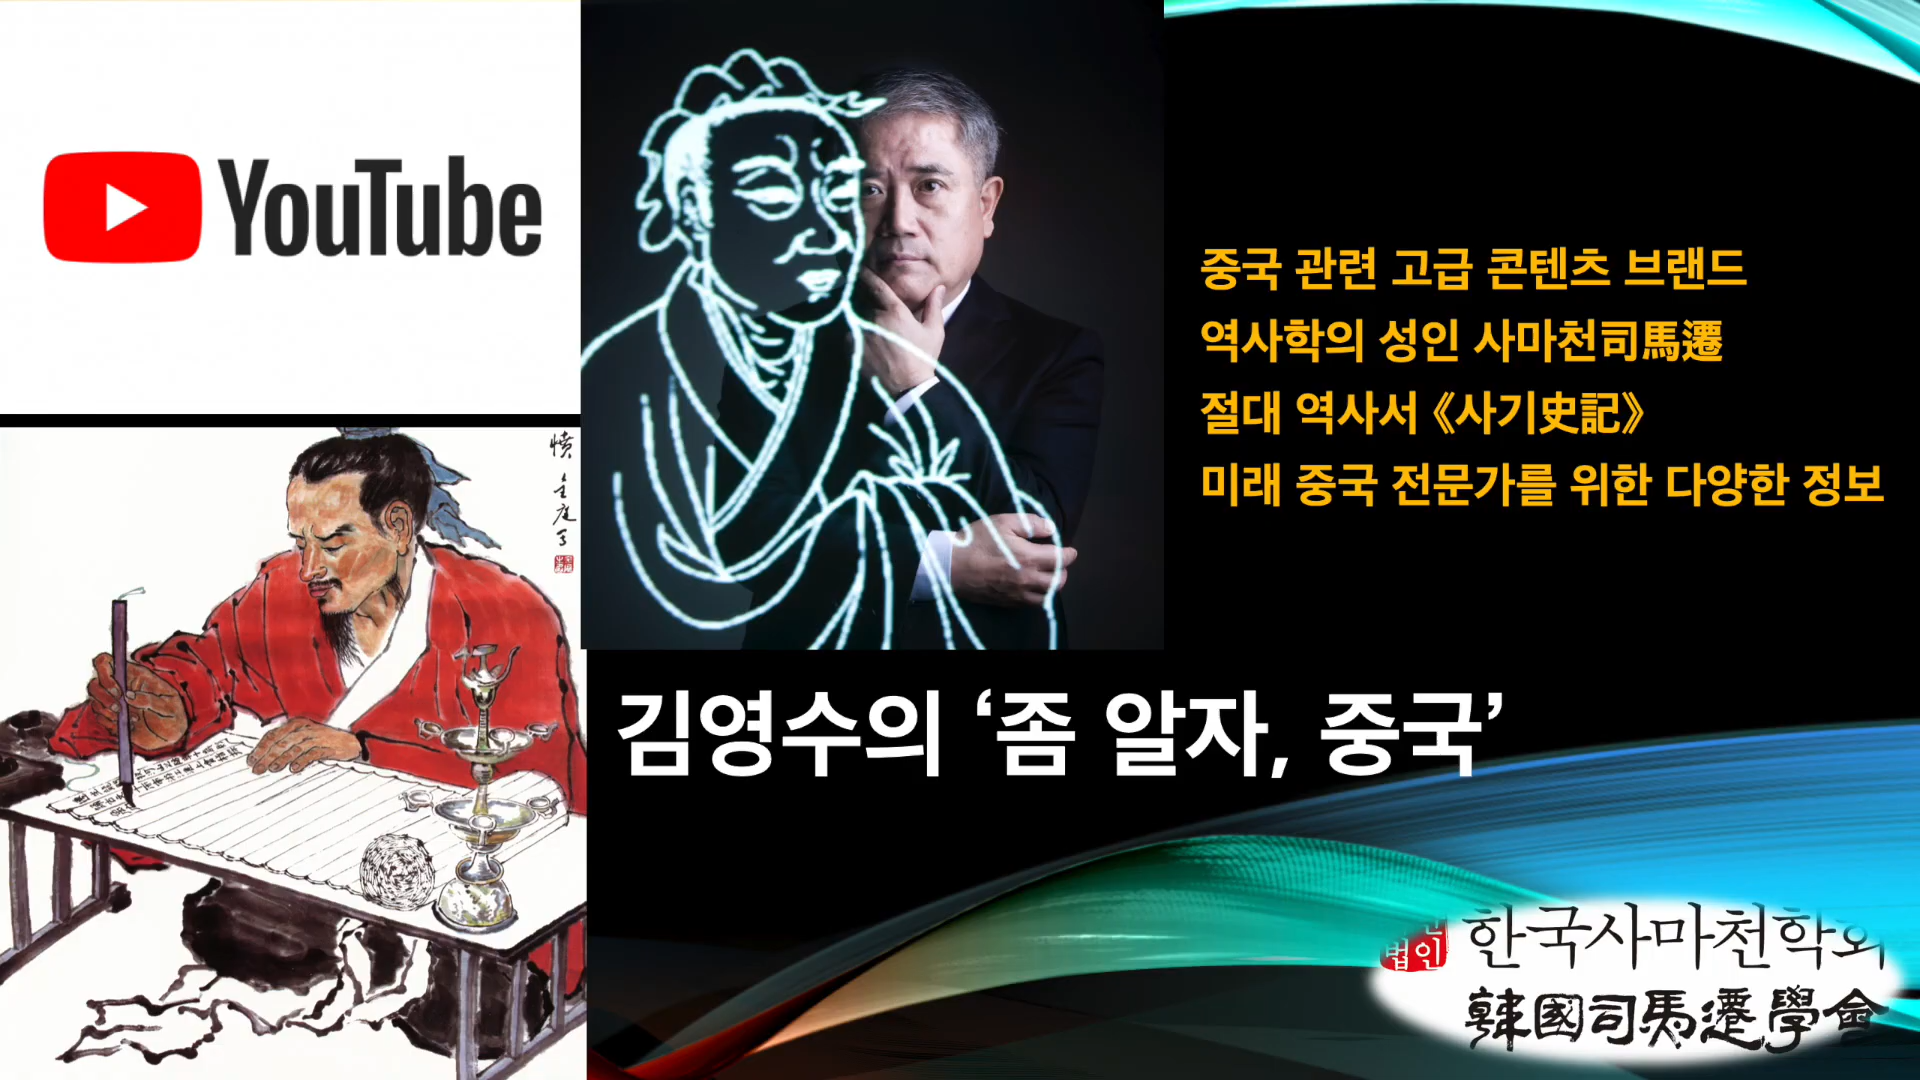 YouTube
중국 관련 고급 콘텐츠 브랜드
역사학의 성인 사마천司馬遷
절대 역사서 《사기史記》
미래 중국 전문가를 위한 다양한 정보
憤
김영수의 ‘좀 알자, 중국’
법인
한국사마천학회
韓國司馬遷學會